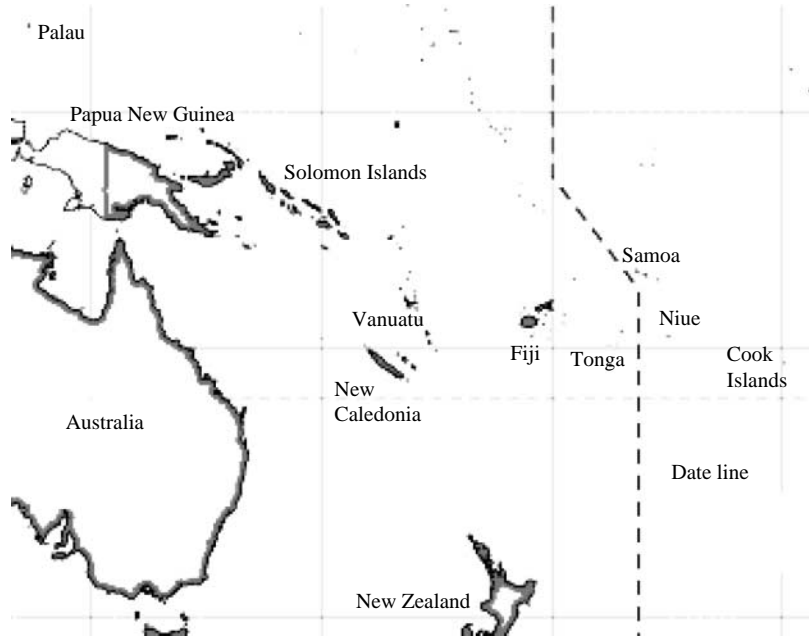 Palau
Papua New Guinea
Solomon Islands
Samoa
Vanuatu
Niue
Fiji
Tonga
Cook
Islands
New
Caledonia
Australia
Date line
New Zealand